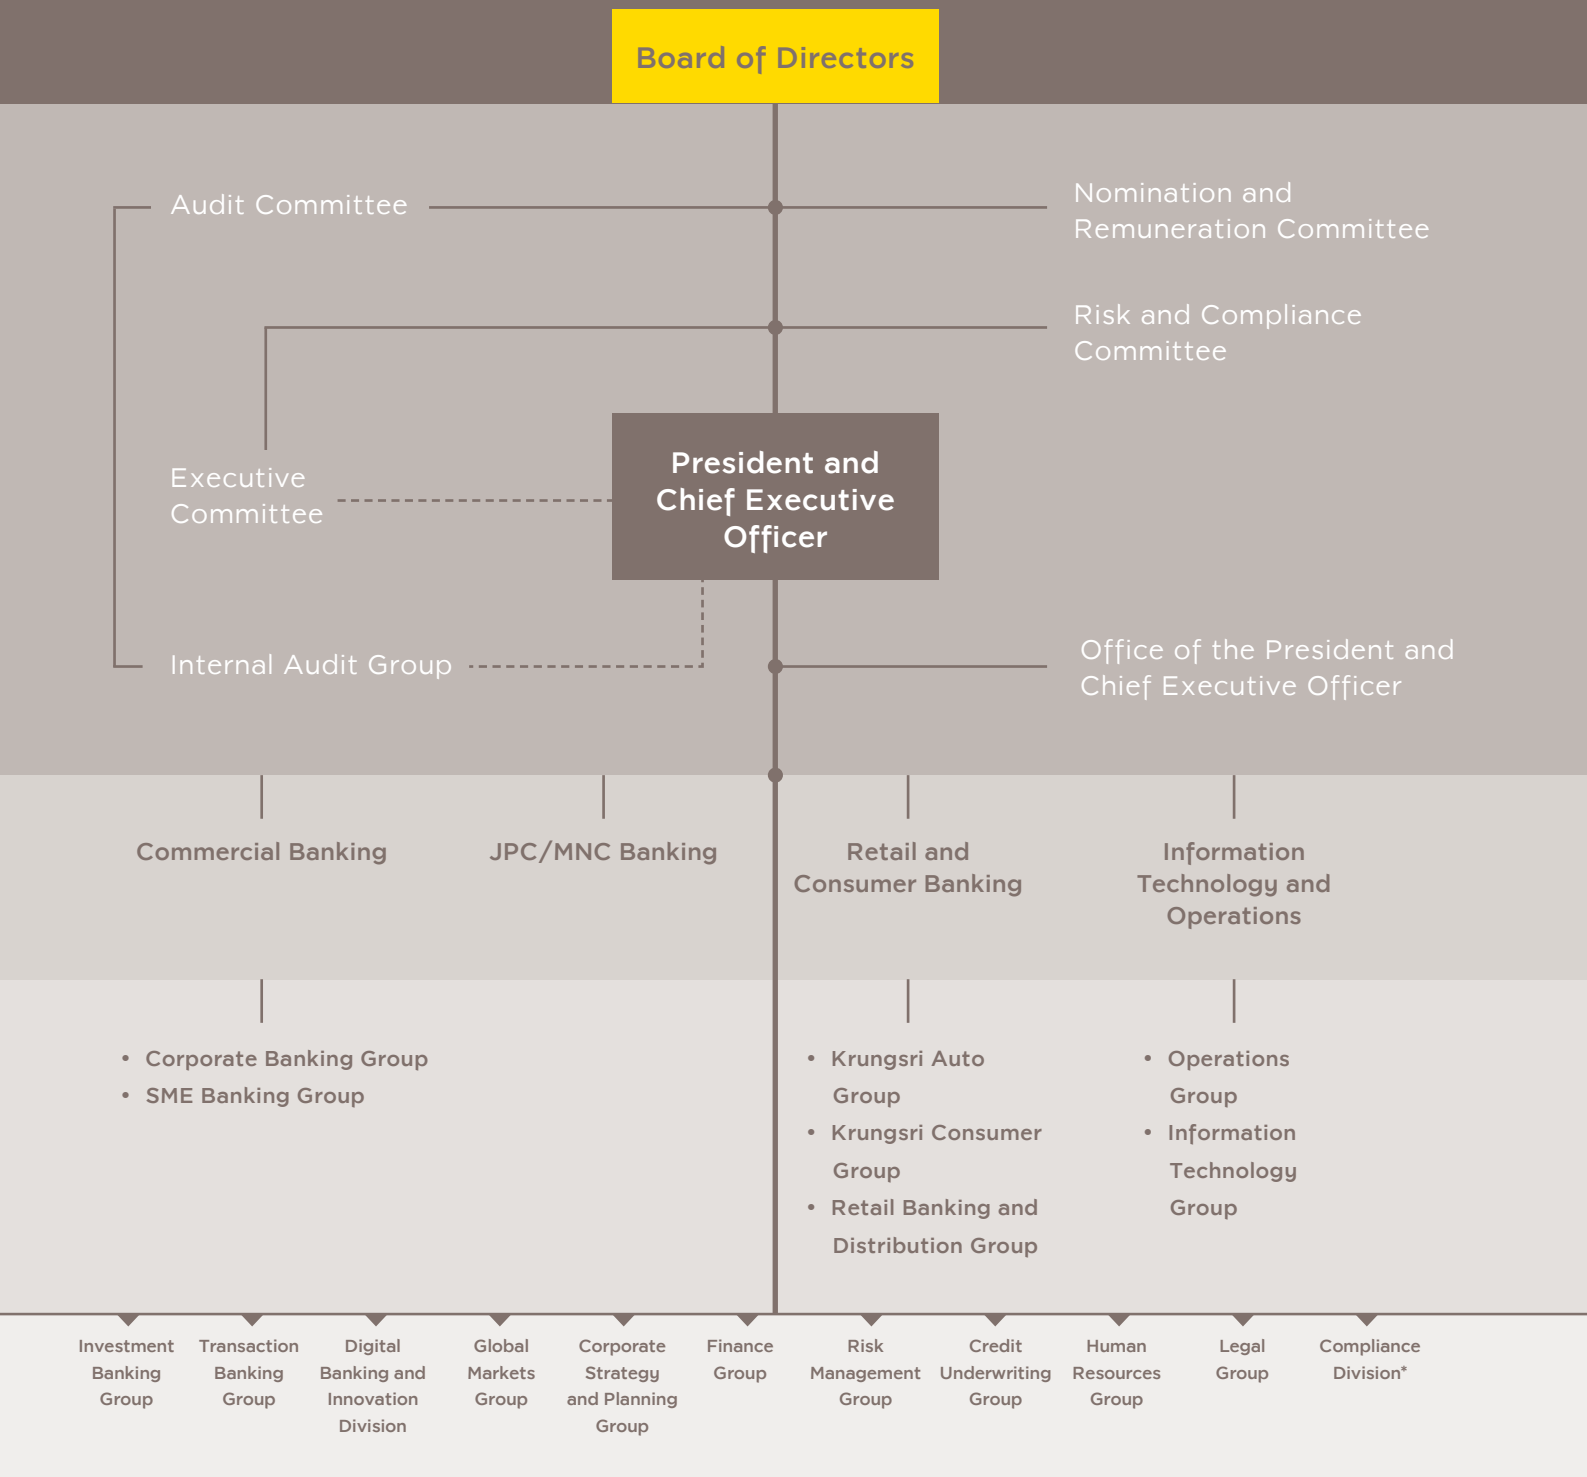 Board of Directors
Audit Committee
Nomination and
Remuneration Committee
Risk and Compliance
Committee
Executive
Committee
President and
Chief Executive
Officer
Internal Audit Group
Office of the President and
Chief Executive Officer
Commercial Banking
JPC/MNC Banking
Retail and
Consumer Banking
Information
Technology and
Operations
• Corporate Banking Group
• SME Banking Group
• Krungsri Auto
Group
• Krungsri Consumer
Group
• Retail Banking and
Distribution Group
• Operations
Group
• Information
Technology
Group
Investment
Banking
Group
Transaction
Banking
Group
Digital
Banking and
Innovation
Division
Global
Markets
Group
Corporate
Strategy
and Planning
Group
Finance
Group
Risk
Management
Group
Credit
Underwriting
Group
Human
Resources
Group
Legal
Group
Compliance
Division*